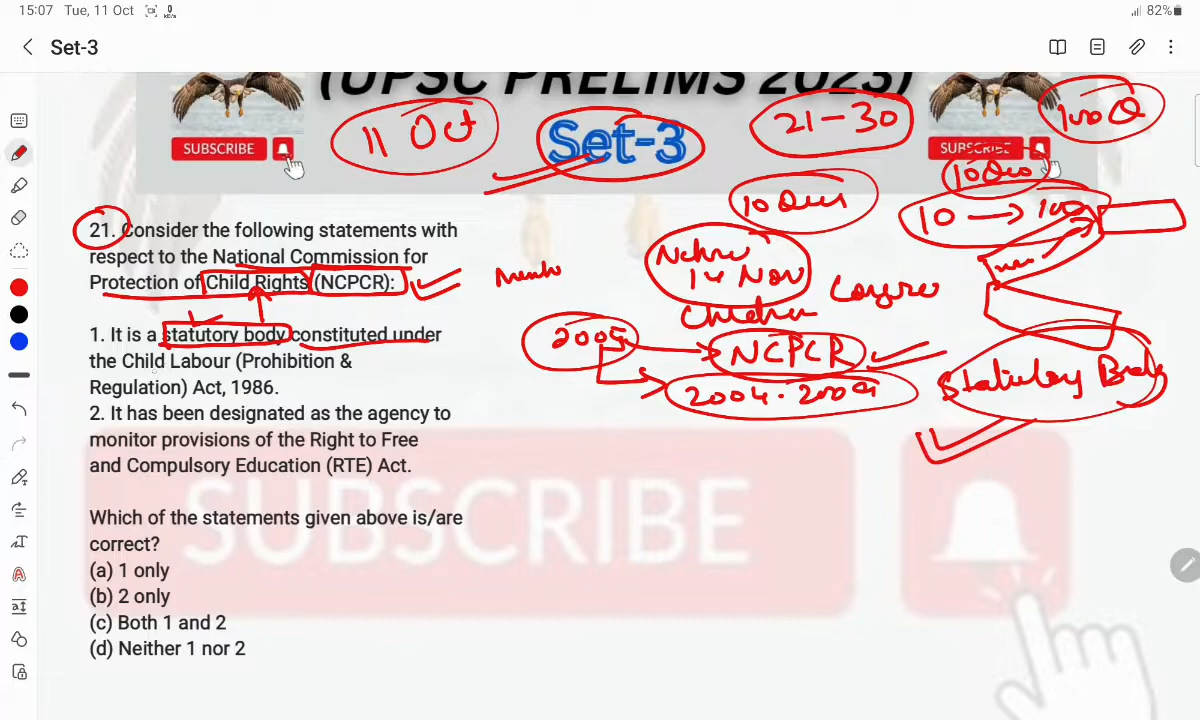 15:07 Tue, 11 Oct
82%
Set-3
(UPSC PRELIMS 2023)
SUBSCRIBE
11 Oct
Set-3
21-30
100Q
SUBSCRIBE
10 Ques
10 Ques
10 → 100
21. Consider the following statements with
respect to the National Commission for
Protection of Child Rights (NCPCR):
Nehru
14 Nov
Children
Congress
1. It is a statutory body constituted under
the Child Labour (Prohibition &
Regulation) Act, 1986.
2. It has been designated as the agency to
monitor provisions of the Right to Free
and Compulsory Education (RTE) Act.
2005
NCPCR
2004-2009
Statutory Body
SUBSCRIBE
Which of the statements given above is/are
correct?
(a) 1 only
(b) 2 only
(c) Both 1 and 2
(d) Neither 1 nor 2